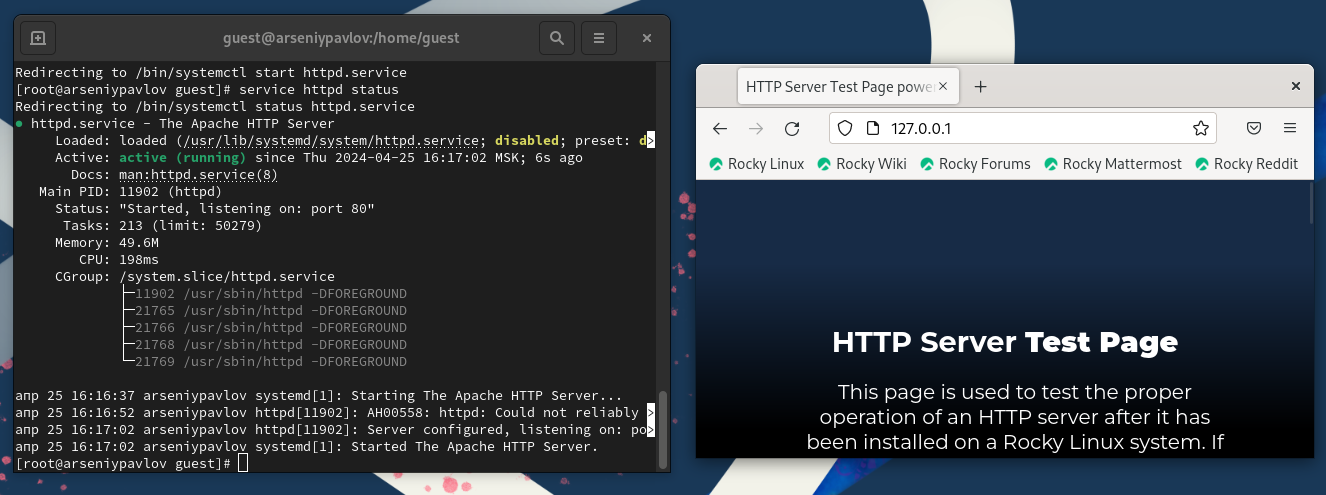 guest@arseniypavlov:/home/guest
Redirecting to /bin/systemctl start httpd.service
[root@arseniypavlov guest]# service httpd status
Redirecting to /bin/systemctl status httpd.service
● httpd.service - The Apache HTTP Server
Loaded: loaded (/usr/lib/systemd/system/httpd.service; disabled; preset: d>
Active: active (running) since Thu 2024-04-25 16:17:02 MSK; 6s ago
Docs: man:httpd.service(8)
Main PID: 11902 (httpd)
Status: "Started, listening on: port 80"
Tasks: 213 (limit: 50279)
Memory: 49.6M
CPU: 198ms
CGroup: /system.slice/httpd.service
├─11902 /usr/sbin/httpd -DFOREGROUND
├─21765 /usr/sbin/httpd -DFOREGROUND
├─21766 /usr/sbin/httpd -DFOREGROUND
├─21768 /usr/sbin/httpd -DFOREGROUND
└─21769 /usr/sbin/httpd -DFOREGROUND
апр 25 16:16:37 arseniypavlov systemd[1]: Starting The Apache HTTP Server...
апр 25 16:16:52 arseniypavlov httpd[11902]: AH00558: httpd: Could not reliably >
апр 25 16:17:02 arseniypavlov httpd[11902]: Server configured, listening on: po>
апр 25 16:17:02 arseniypavlov systemd[1]: Started The Apache HTTP Server.
[root@arseniypavlov guest]#
HTTP Server Test Page powe
127.0.0.1
Rocky Linux Rocky Wiki Rocky Forums Rocky Mattermost Rocky Reddit
HTTP Server Test Page
This page is used to test the proper
operation of an HTTP server after it has
been installed on a Rocky Linux system. If